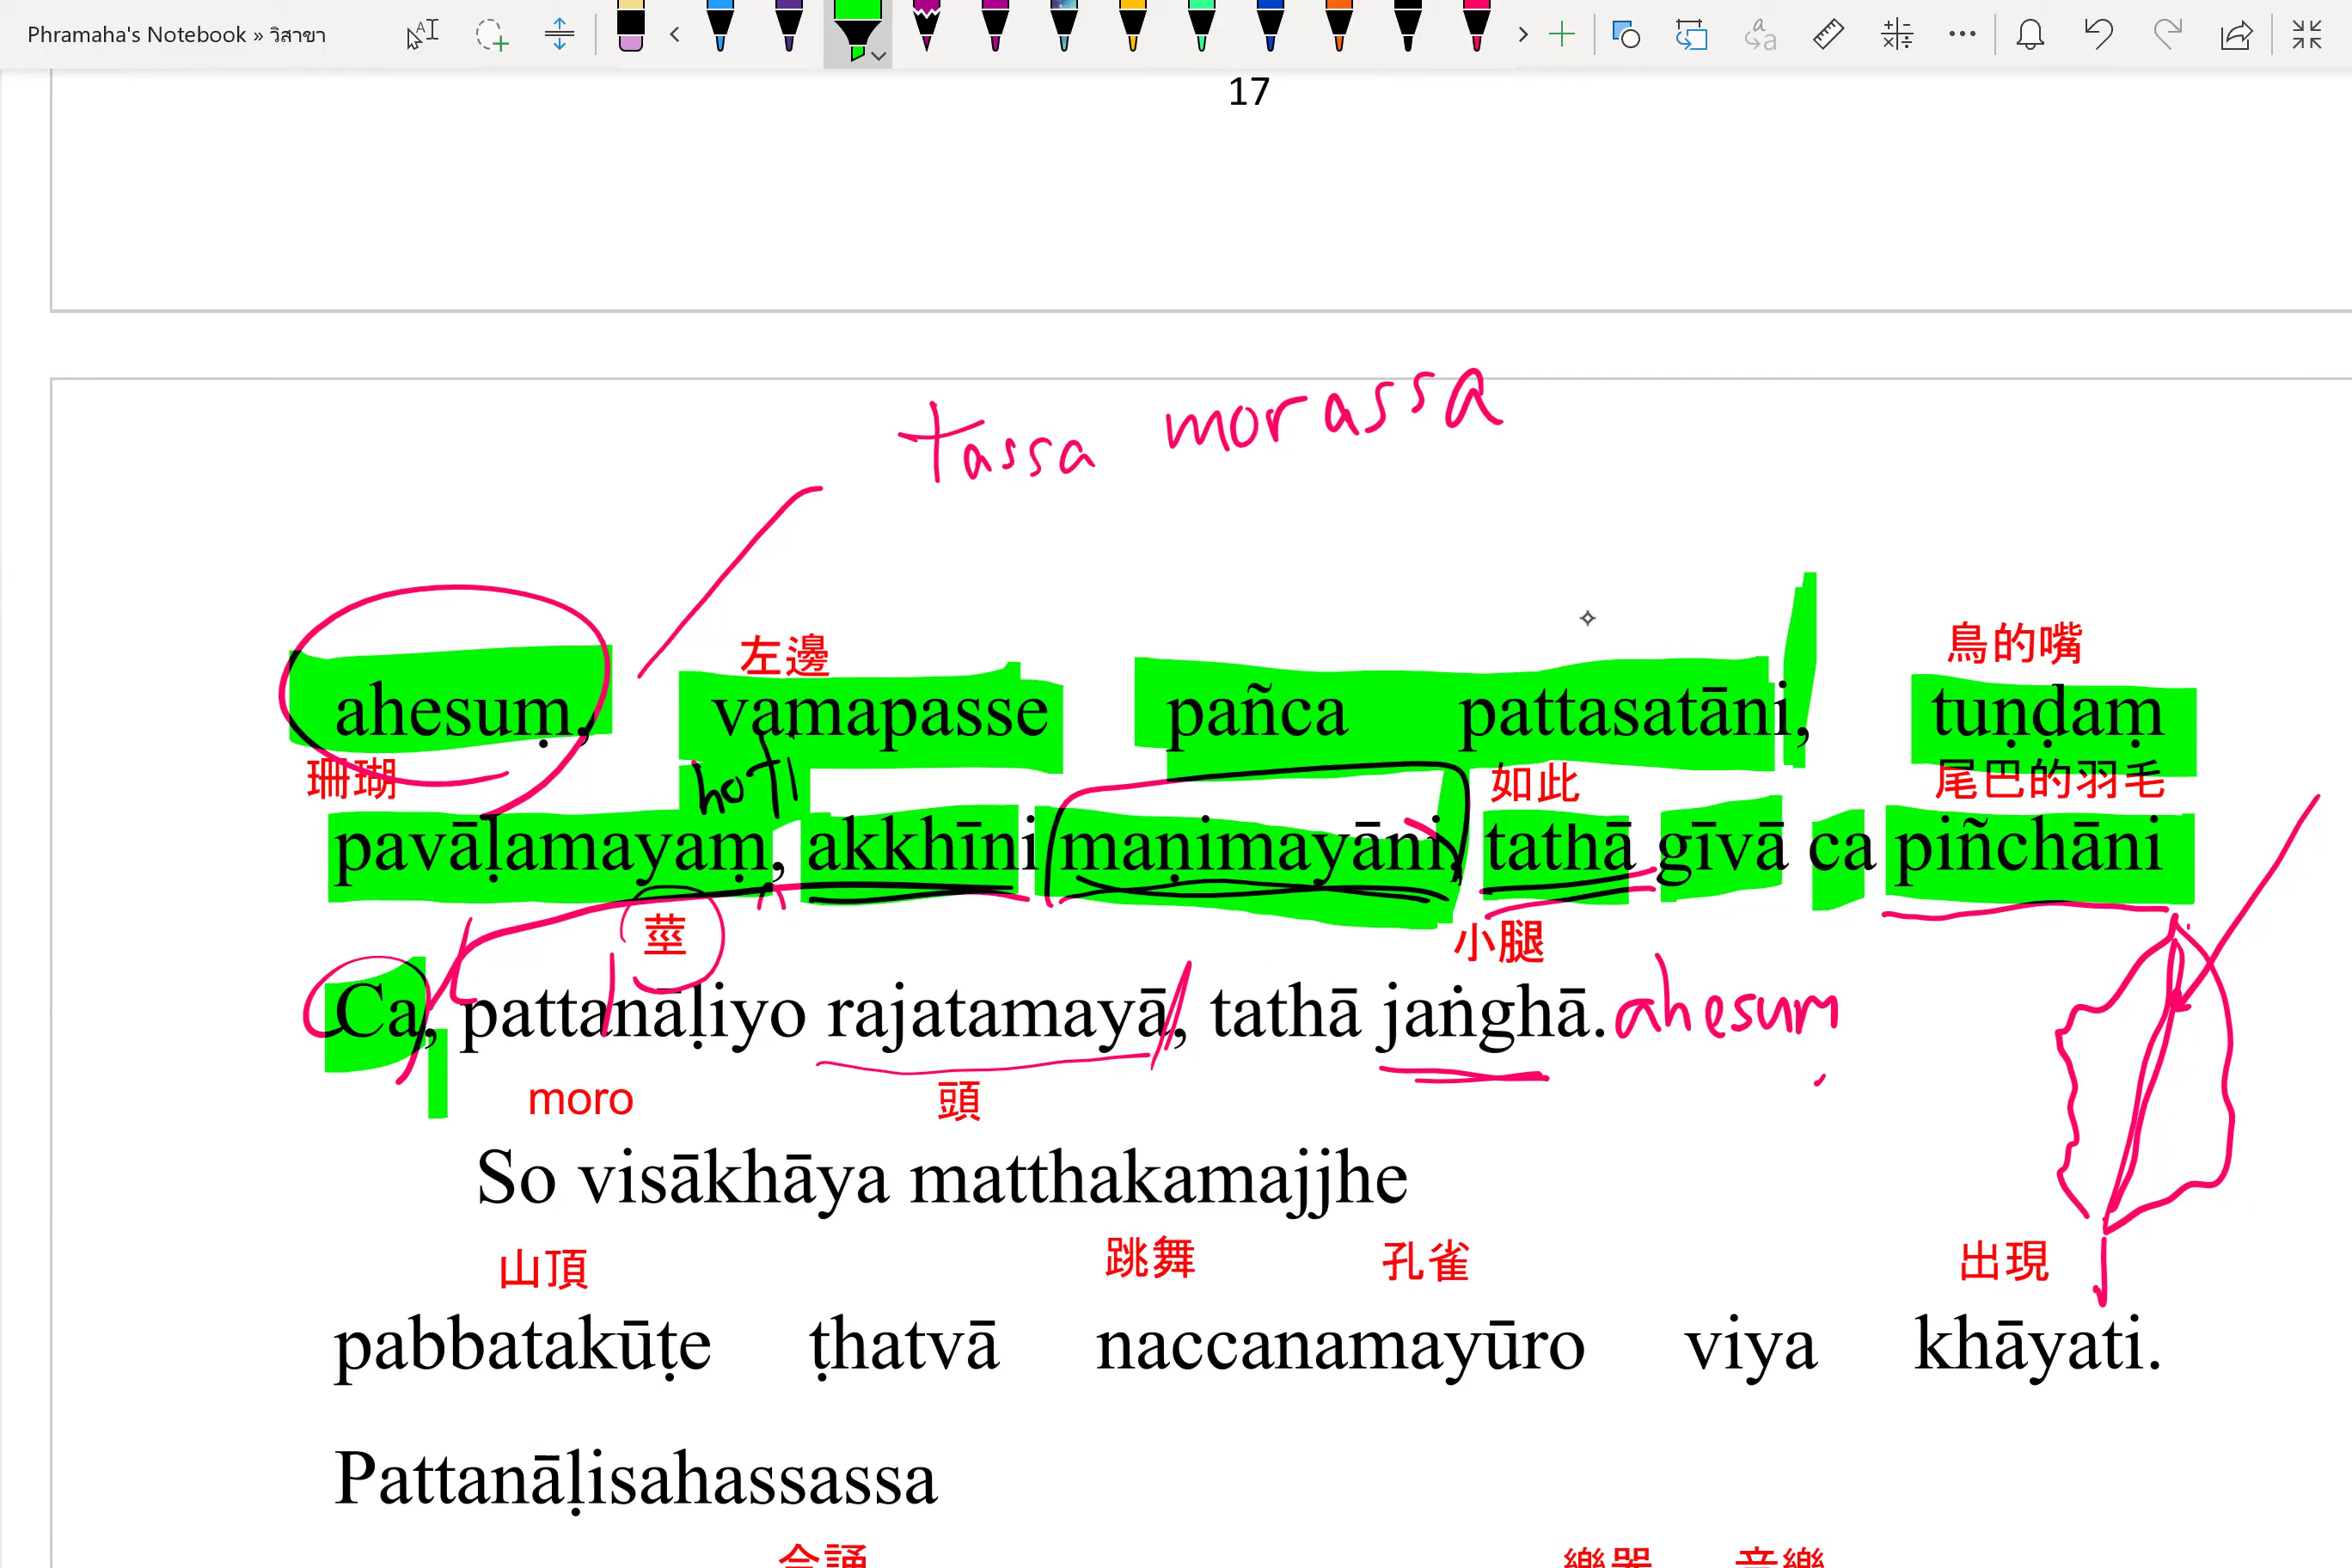 Phramaha's Notebook » วิสาขา
17
tassa morassa
左邊 鳥的嘴
ahesuṃ, vamapasse pañca pattasatāni, tuṇḍaṃ
珊瑚 hoti 如此 尾巴的羽毛
pavāḷamayaṃ, akkhīni maṇimayāni, tathā gīvā ca piñchāni
莖 小腿
Ca, pattanāḷiyo rajatamayā, tathā jaṅghā. ahesuṃ
moro 頭
So visākhāya matthakamajjhe
山頂 跳舞 孔雀 出現
pabbatakūṭe ṭhatvā naccanamayūro viya khāyati.
Pattanāḷisahassassa